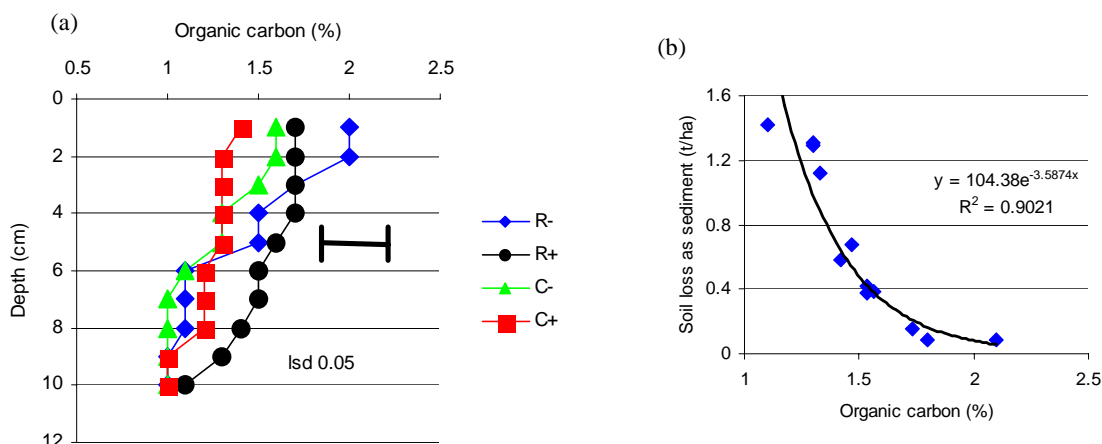 (a)
Organic carbon (%)
0.5 1 1.5 2 2.5
0
2
4
6
8
10
12
Depth (cm)
lsd 0.05
R-
R+
C-
C+
(b)
1.6
1.2
0.8
0.4
0
Soil loss as sediment (t/ha)
y = 104.38e-3.5874x
R2 = 0.9021
1 1.5 2 2.5
Organic carbon (%)